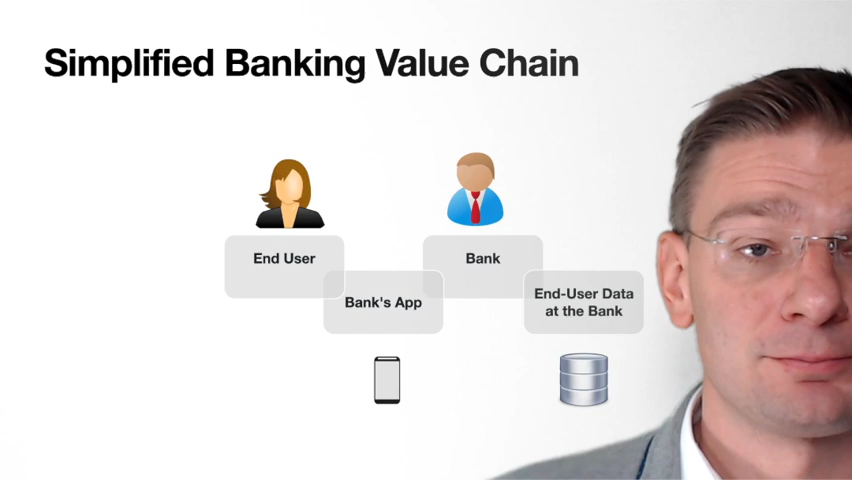 Simplified Banking Value Chain
End User
Bank
Bank's App
End-User Data
at the Bank